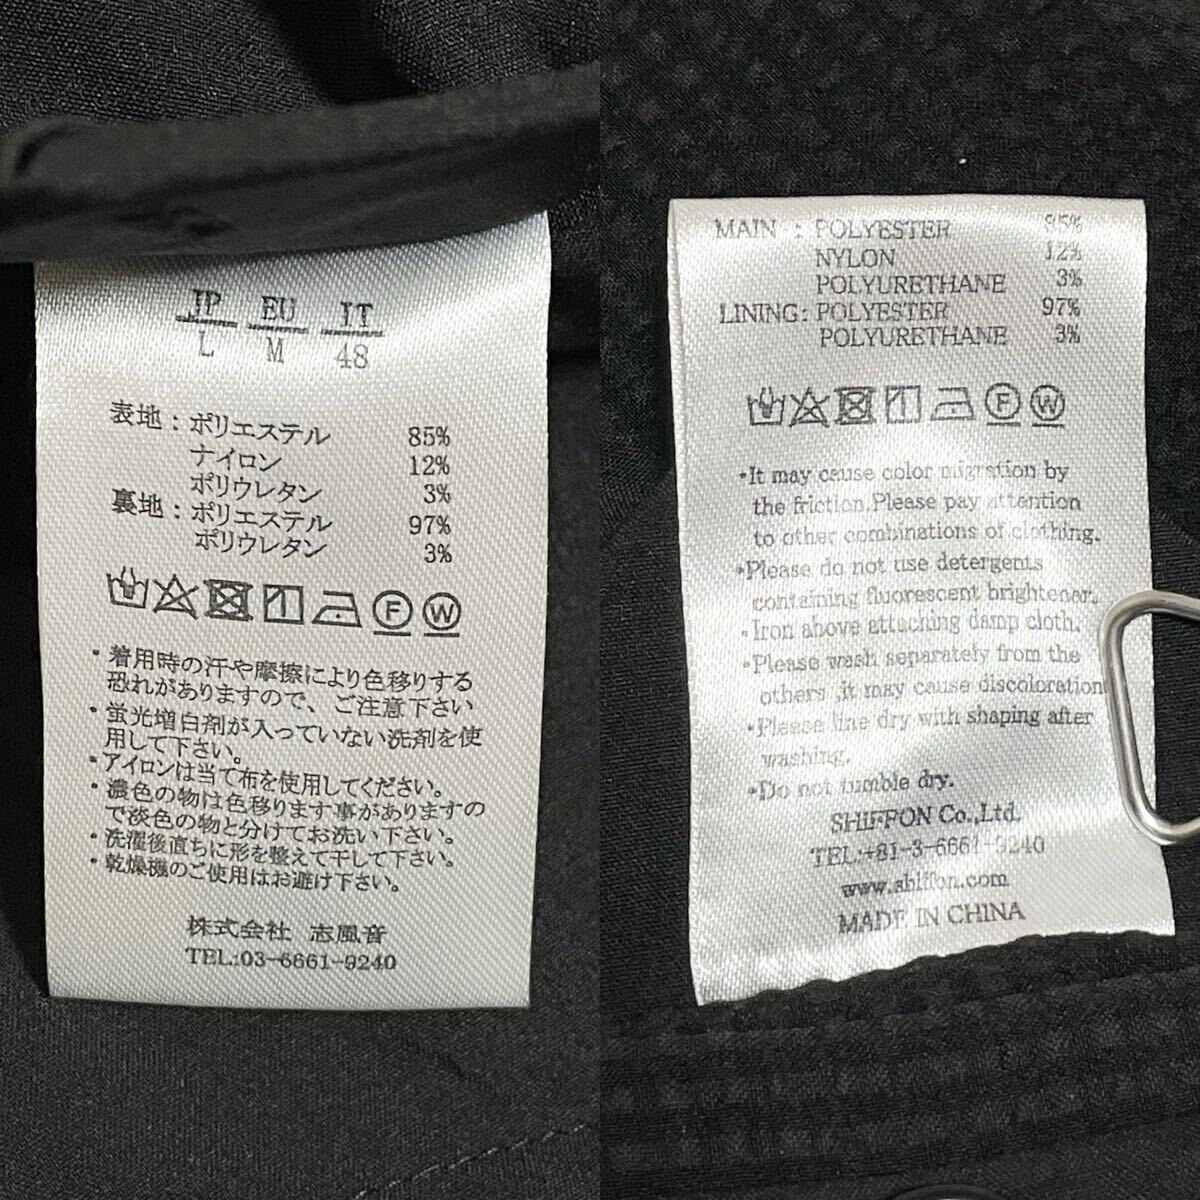 JP EU IT
L M 48
表地：ポリエステル 85%
ナイロン 12%
ポリウレタン 3%
裏地：ポリエステル 97%
ポリウレタン 3%
F W
・着用時の汗や摩擦により色移りする
恐れがありますので、ご注意下さい
・蛍光増白剤が入っていない洗剤を使
用して下さい。
・アイロンは当て布を使用してください。
・濃色の物は色移ります事がありますの
で淡色の物と分けてお洗い下さい。
・洗濯後直ちに形を整えて干して下さい。
・乾燥機のご使用はお避け下さい。
株式会社 志風音
TEL:03-6661-9240
MAIN : POLYESTER 85%
NYLON 12%
POLYURETHANE 3%
LINING: POLYESTER 97%
POLYURETHANE 3%
F W
•It may cause color migration by
the friction.Please pay attention
to other combinations of clothing.
•Please do not use detergents
containing fluorescent brightener.
•Iron above attaching damp cloth.
•Please wash separately from the
others ,it may cause discoloration
•Please line dry with shaping after
washing.
•Do not tumble dry.
SHIFFON Co.,Ltd.
TEL:+81-3-6661-9240
www.shiffon.com
MADE IN CHINA